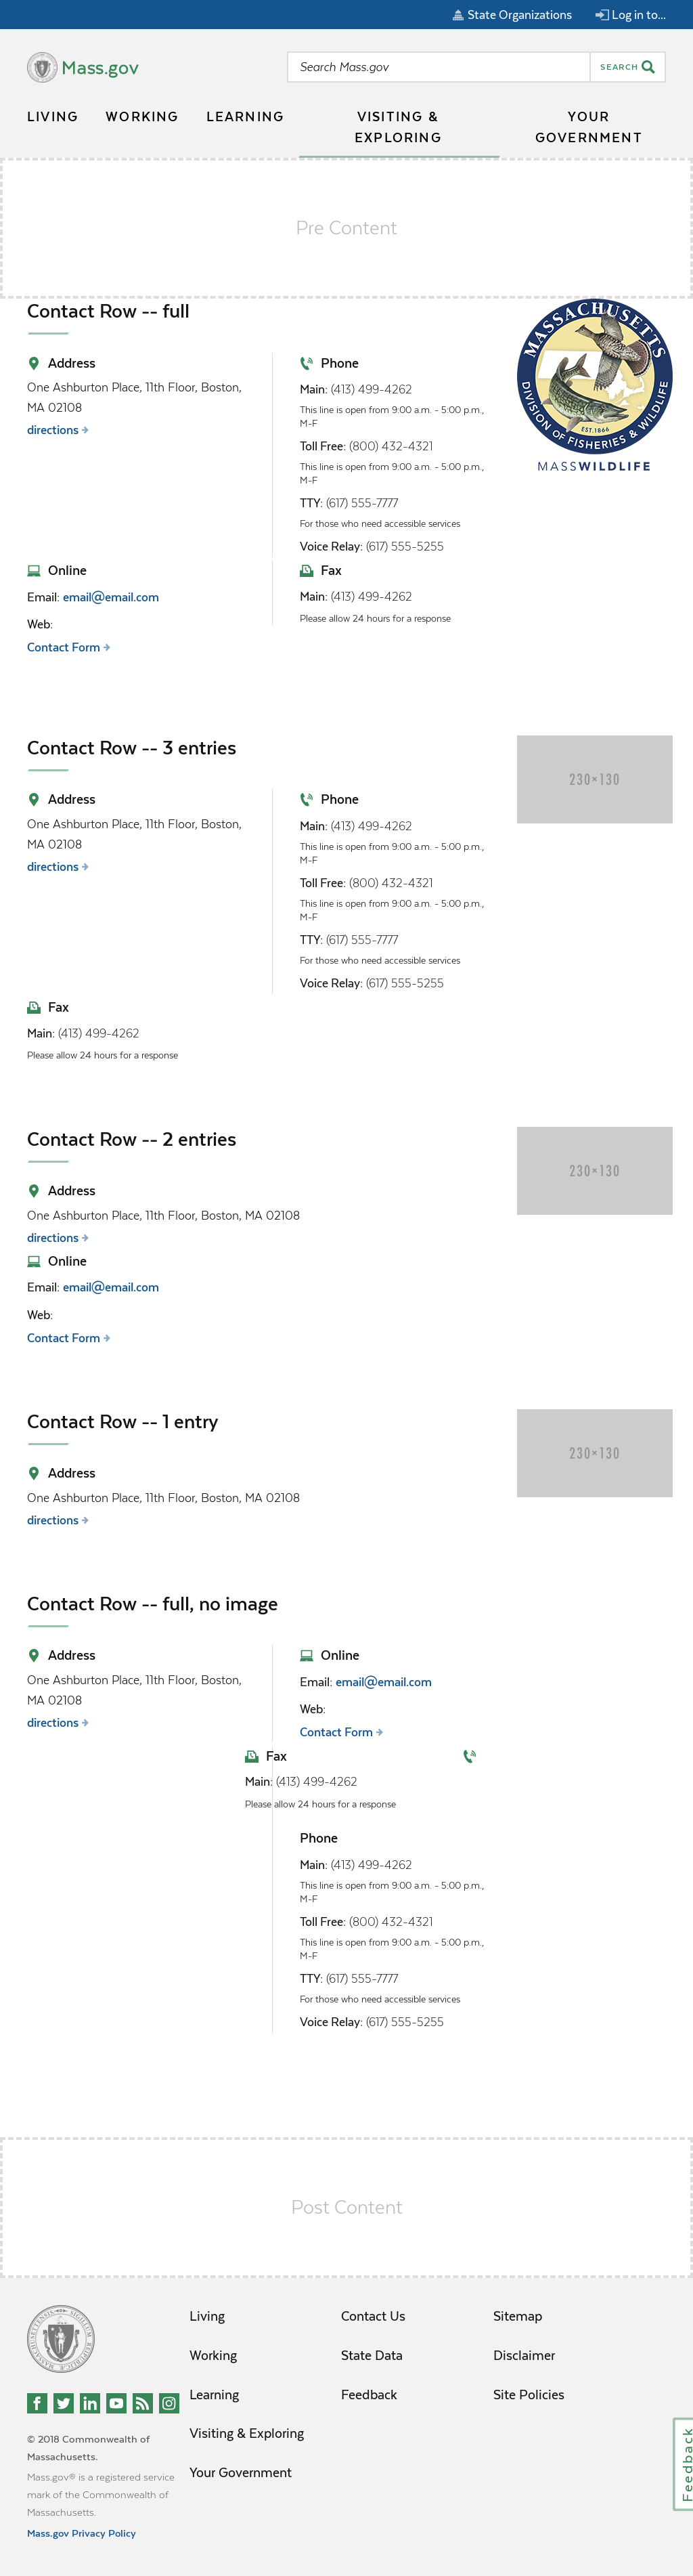 State Organizations
Log in to...
Mass.gov
Search Mass.gov
SEARCH
LIVING
WORKING
LEARNING
VISITING &
EXPLORING
YOUR
GOVERNMENT
Pre Content
Contact Row -- full
Address
One Ashburton Place, 11th Floor, Boston,
MA 02108
directions
Phone
Main: (413) 499-4262
This line is open from 9:00 a.m. - 5:00 p.m.,
M-F
Toll Free: (800) 432-4321
This line is open from 9:00 a.m. - 5:00 p.m.,
M-F
TTY: (617) 555-7777
For those who need accessible services
Voice Relay: (617) 555-5255
MASSACHUSETTS
DIVISION OF FISHERIES & WILDLIFE
EST. 1866
MASSWILDLIFE
Online
Email: email@email.com
Web:
Contact Form
Fax
Main: (413) 499-4262
Please allow 24 hours for a response
Contact Row -- 3 entries
230×130
Address
One Ashburton Place, 11th Floor, Boston,
MA 02108
directions
Phone
Main: (413) 499-4262
This line is open from 9:00 a.m. - 5:00 p.m.,
M-F
Toll Free: (800) 432-4321
This line is open from 9:00 a.m. - 5:00 p.m.,
M-F
TTY: (617) 555-7777
For those who need accessible services
Voice Relay: (617) 555-5255
Fax
Main: (413) 499-4262
Please allow 24 hours for a response
Contact Row -- 2 entries
230×130
Address
One Ashburton Place, 11th Floor, Boston, MA 02108
directions
Online
Email: email@email.com
Web:
Contact Form
Contact Row -- 1 entry
230×130
Address
One Ashburton Place, 11th Floor, Boston, MA 02108
directions
Contact Row -- full, no image
Address
One Ashburton Place, 11th Floor, Boston,
MA 02108
directions
Online
Email: email@email.com
Web:
Contact Form
Fax
Main: (413) 499-4262
Please allow 24 hours for a response
Phone
Main: (413) 499-4262
This line is open from 9:00 a.m. - 5:00 p.m.,
M-F
Toll Free: (800) 432-4321
This line is open from 9:00 a.m. - 5:00 p.m.,
M-F
TTY: (617) 555-7777
For those who need accessible services
Voice Relay: (617) 555-5255
Post Content
Living
Working
Learning
Visiting & Exploring
Your Government
Contact Us
State Data
Feedback
Sitemap
Disclaimer
Site Policies
© 2018 Commonwealth of
Massachusetts.
Mass.gov® is a registered service
mark of the Commonwealth of
Massachusetts.
Mass.gov Privacy Policy
Feedback